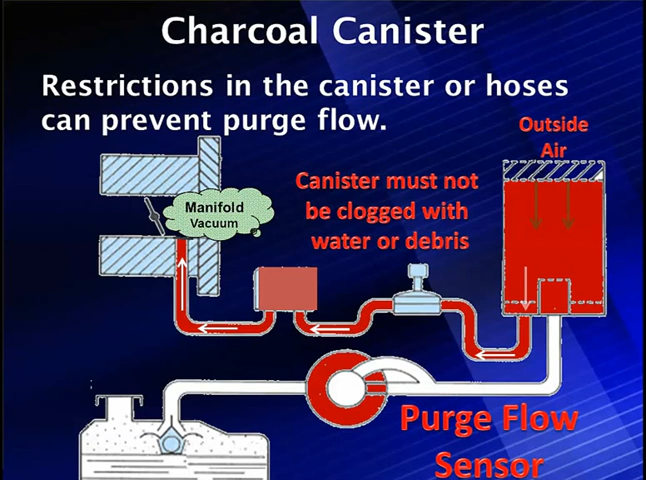 Charcoal Canister
Restrictions in the canister or hoses
can prevent purge flow.
Outside
Air
Canister must not
be clogged with
water or debris
Manifold
Vacuum
Purge Flow
Sensor